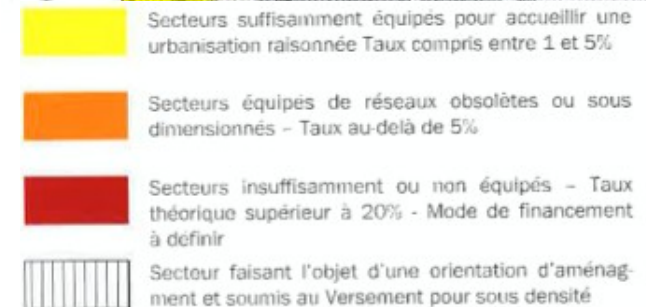 Secteurs suffisamment équipés pour accueillir une
urbanisation raisonnée Taux compris entre 1 et 5%
Secteurs équipés de réseaux obsolètes ou sous
dimensionnés – Taux au-delà de 5%
Secteurs insuffisamment ou non équipés – Taux
théorique supérieur à 20% - Mode de financement
à définir
Secteur faisant l'objet d'une orientation d'aménag-
ment et soumis au Versement pour sous densité